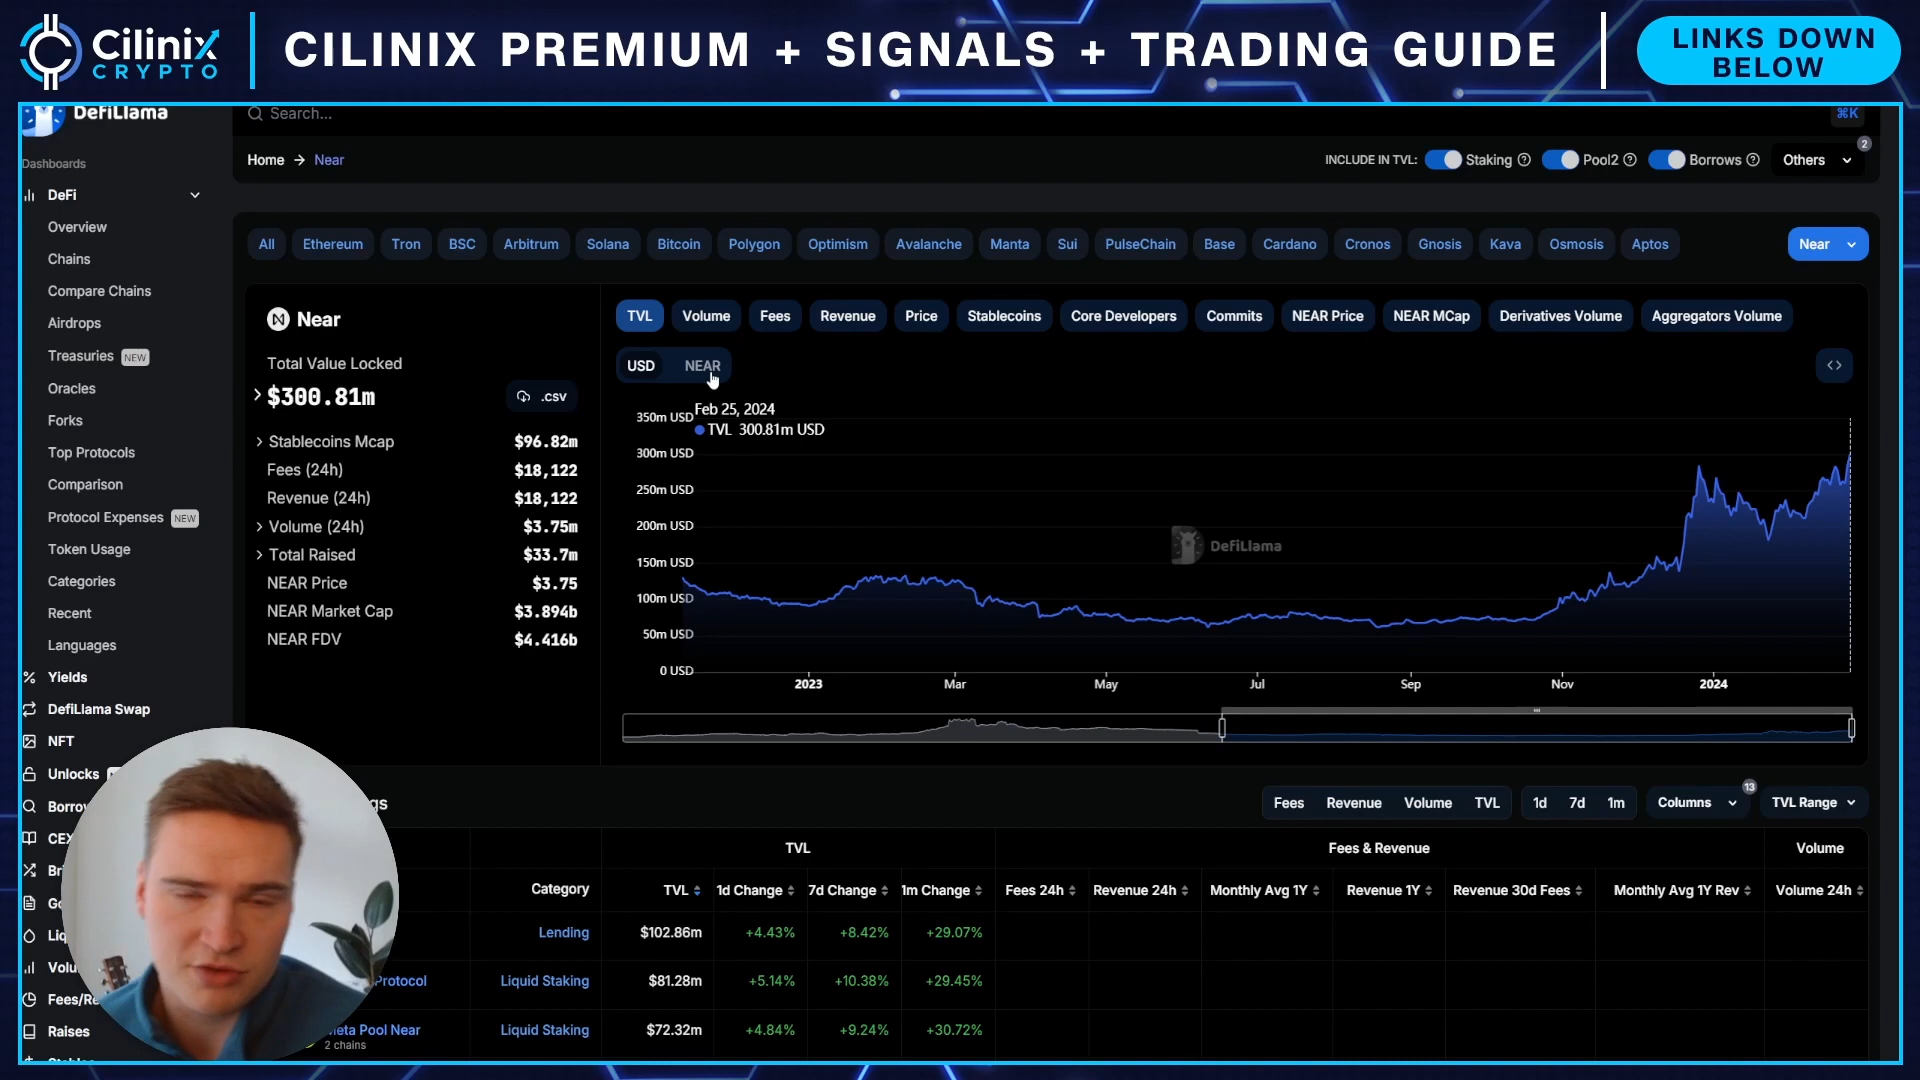 Cilinix
CRYPTO
CILINIX PREMIUM + SIGNALS + TRADING GUIDE
LINKS DOWN
BELOW
DefiLlama
Search...
⌘K
Home → Near
INCLUDE IN TVL: Staking Pool2 Borrows Others 2
Dashboards
DeFi
Overview
Chains
Compare Chains
Airdrops
Treasuries NEW
Oracles
Forks
Top Protocols
Comparison
Protocol Expenses NEW
Token Usage
Categories
Recent
Languages
Yields
DefiLlama Swap
NFT
Unlocks
CEX
Raises
All Ethereum Tron BSC Arbitrum Solana Bitcoin Polygon Optimism Avalanche Manta Sui PulseChain Base Cardano Cronos Gnosis Kava Osmosis Aptos Near
Near
Total Value Locked
$300.81m
.csv
Stablecoins Mcap $96.82m
Fees (24h) $18,122
Revenue (24h) $18,122
Volume (24h) $3.75m
Total Raised $33.7m
NEAR Price $3.75
NEAR Market Cap $3.894b
NEAR FDV $4.416b
TVL Volume Fees Revenue Price Stablecoins Core Developers Commits NEAR Price NEAR MCap Derivatives Volume Aggregators Volume
USD NEAR
Feb 25, 2024
TVL 300.81m USD
350m USD
300m USD
250m USD
200m USD
150m USD
100m USD
50m USD
0 USD
DefiLlama
2023 Mar May Jul Sep Nov 2024
Fees Revenue Volume TVL 1d 7d 1m Columns 13 TVL Range
TVL Fees & Revenue Volume
Category TVL 1d Change 7d Change 1m Change Fees 24h Revenue 24h Monthly Avg 1Y Revenue 1Y Revenue 30d Fees Monthly Avg 1Y Rev Volume 24h
Lending $102.86m +4.43% +8.42% +29.07%
Protocol Liquid Staking $81.28m +5.14% +10.38% +29.45%
Meta Pool Near Liquid Staking $72.32m +4.84% +9.24% +30.72%
2 chains